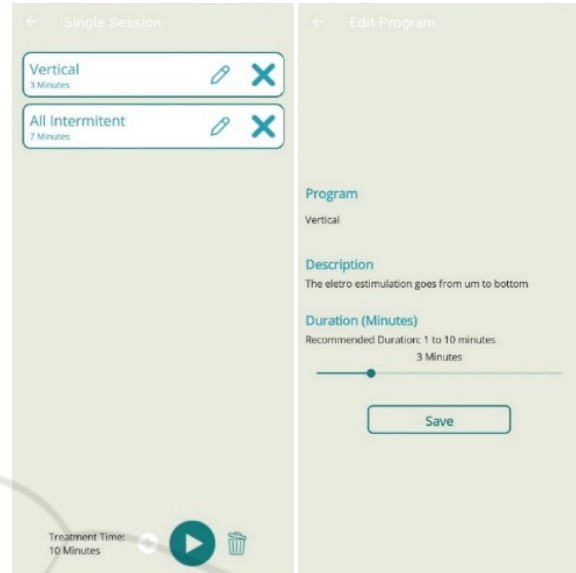 Single Session
Vertical
3 Minutes
All Intermitent
7 Minutes
Treatment Time:
10 Minutes
Edit Program
Program
Vertical
Description
The eletro estimulation goes from um to bottom
Duration (Minutes)
Recommended Duration: 1 to 10 minutes
3 Minutes
Save